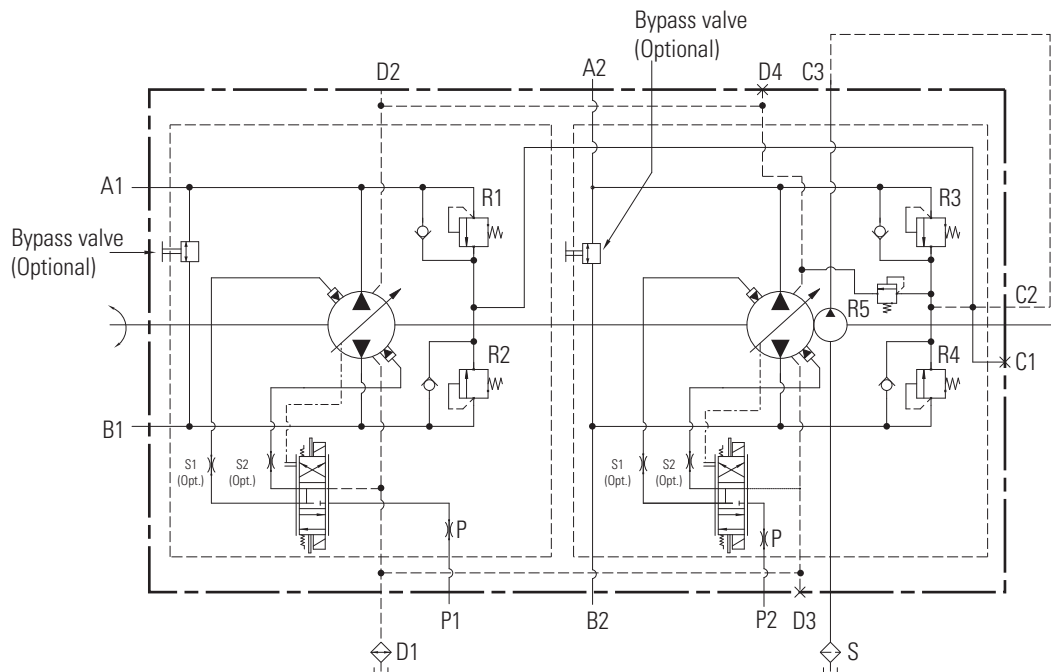 Bypass valve
(Optional)
D2
A2
D4
C3
A1
R1
R3
Bypass valve
(Optional)
C2
R5
R2
R4
C1
B1
S1
(Opt.)
S2
(Opt.)
S1
(Opt.)
S2
(Opt.)
P
P
P1
B2
P2
D3
D1
S